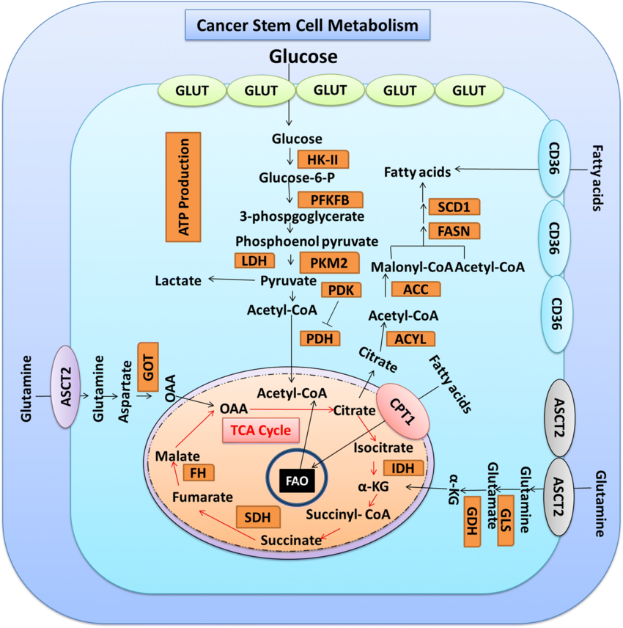 Cancer Stem Cell Metabolism
Glucose
GLUT
GLUT
GLUT
GLUT
GLUT
Glucose
HK-II
Glucose-6-P
PFKFB
3-phospgoglycerate
Phosphoenol pyruvate
LDH
PKM2
Lactate
Pyruvate
PDK
Acetyl-CoA
PDH
ATP Production
Fatty acids
SCD1
FASN
Malonyl-CoA
Acetyl-CoA
ACC
Acetyl-CoA
ACYL
Citrate
Fatty acids
CD36
Fatty acids
CD36
CD36
Glutamine
ASCT2
Glutamine
Aspartate
GOT
OAA
Acetyl-CoA
OAA
Citrate
CPT1
TCA Cycle
Isocitrate
Malate
FH
FAO
IDH
α-KG
Fumarate
SDH
Succinyl- CoA
Succinate
α-KG
GDH
Glutamate
GLS
Glutamine
ASCT2
ASCT2
Glutamine